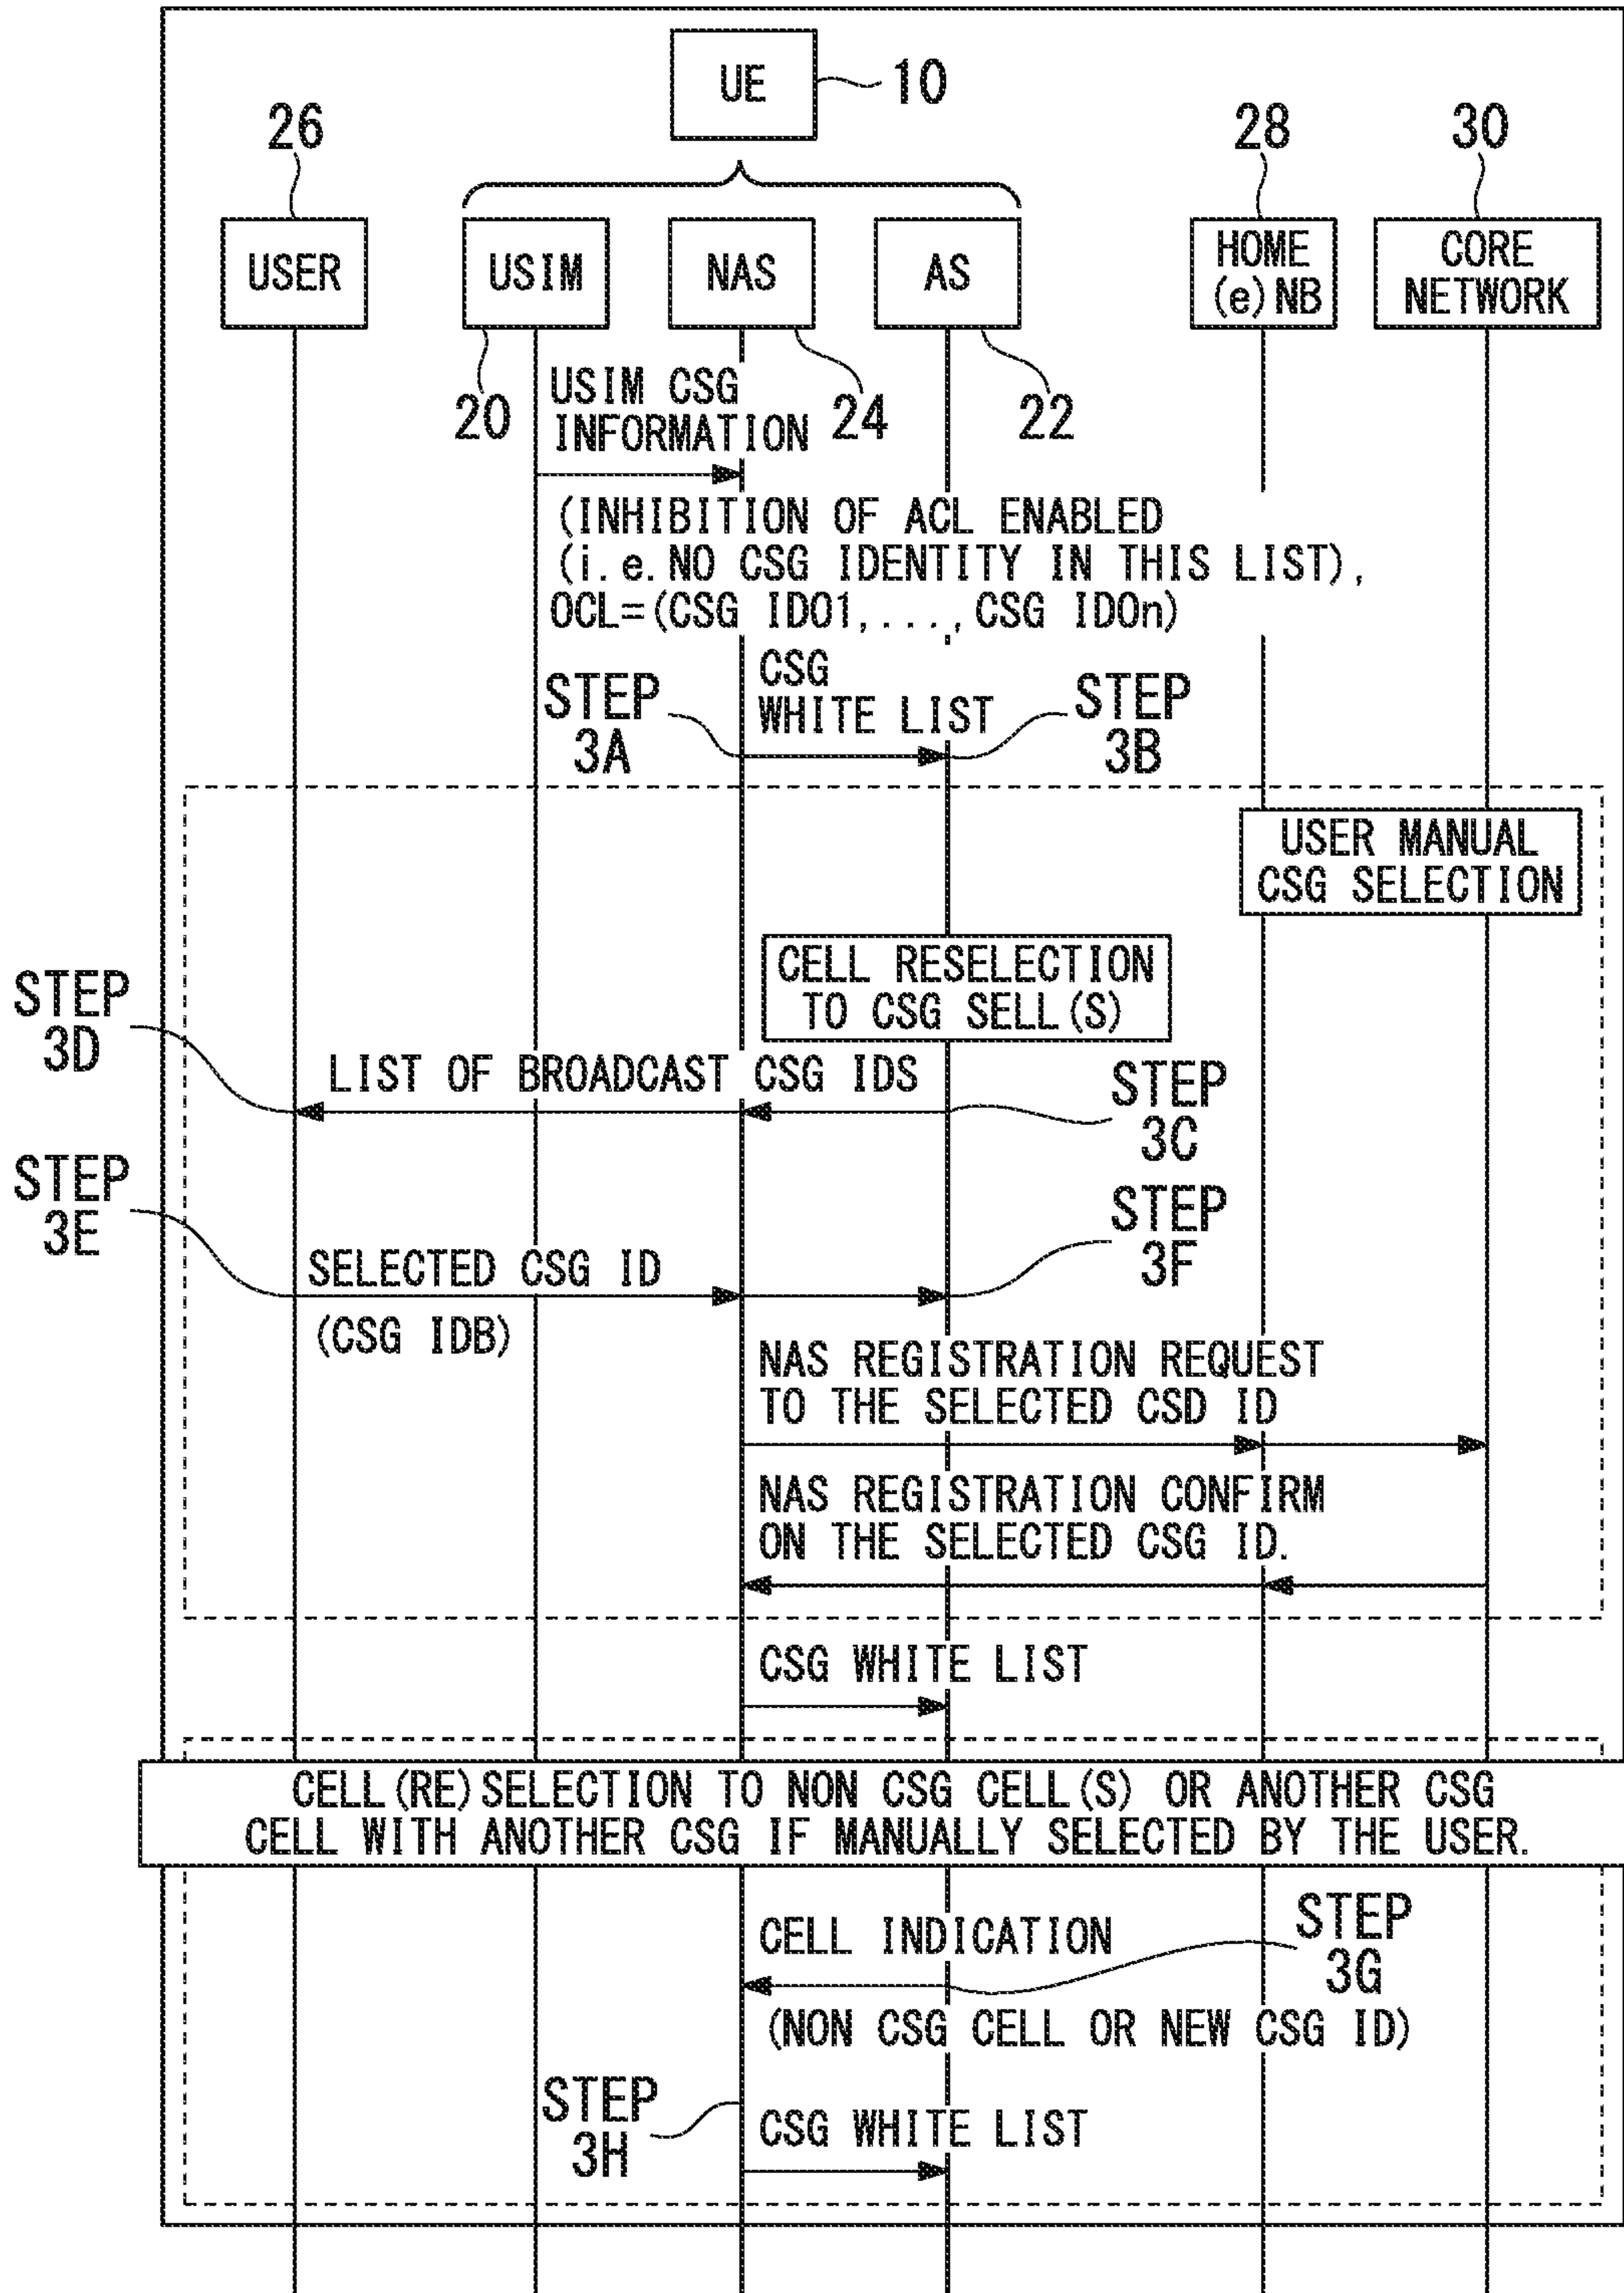 UE
10
26
28
30
USER
USIM
NAS
AS
HOME
(e)NB
CORE
NETWORK
20
24
22
USIM CSG
INFORMATION
(INHIBITION OF ACL ENABLED
(i.e.NO CSG IDENTITY IN THIS LIST),
OCL=(CSG IDO1,...,CSG IDOn)
STEP
3A
CSG
WHITE LIST
STEP
3B
USER MANUAL
CSG SELECTION
CELL RESELECTION
TO CSG SELL(S)
STEP
3D
LIST OF BROADCAST CSG IDS
STEP
3C
STEP
3E
SELECTED CSG ID
(CSG IDB)
STEP
3F
NAS REGISTRATION REQUEST
TO THE SELECTED CSD ID
NAS REGISTRATION CONFIRM
ON THE SELECTED CSG ID.
CSG WHITE LIST
CELL(RE)SELECTION TO NON CSG CELL(S) OR ANOTHER CSG
CELL WITH ANOTHER CSG IF MANUALLY SELECTED BY THE USER.
CELL INDICATION
STEP
3G
(NON CSG CELL OR NEW CSG ID)
STEP
3H
CSG WHITE LIST